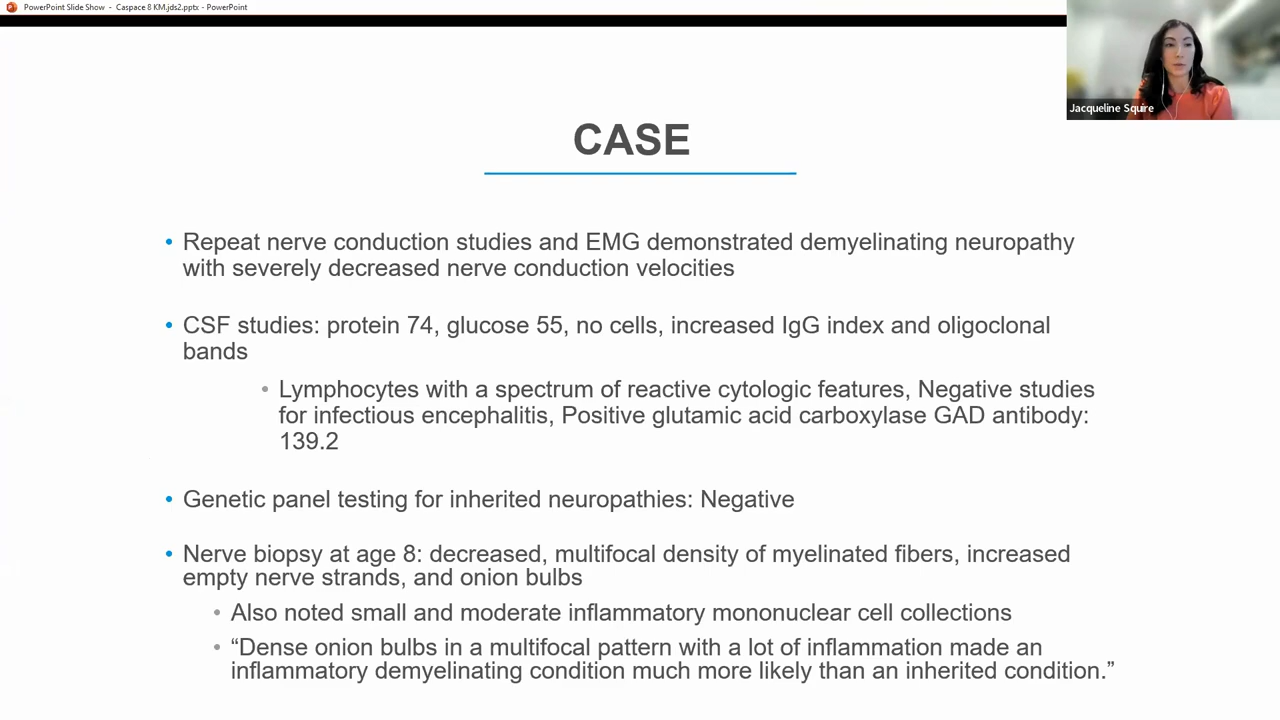 PowerPoint Slide Show - Caspace 8 KM.jds2.pptx - PowerPoint
Jacqueline Squire
CASE
• Repeat nerve conduction studies and EMG demonstrated demyelinating neuropathy
with severely decreased nerve conduction velocities
• CSF studies: protein 74, glucose 55, no cells, increased IgG index and oligoclonal
bands
• Lymphocytes with a spectrum of reactive cytologic features, Negative studies
for infectious encephalitis, Positive glutamic acid carboxylase GAD antibody:
139.2
• Genetic panel testing for inherited neuropathies: Negative
• Nerve biopsy at age 8: decreased, multifocal density of myelinated fibers, increased
empty nerve strands, and onion bulbs
• Also noted small and moderate inflammatory mononuclear cell collections
• “Dense onion bulbs in a multifocal pattern with a lot of inflammation made an
inflammatory demyelinating condition much more likely than an inherited condition.”